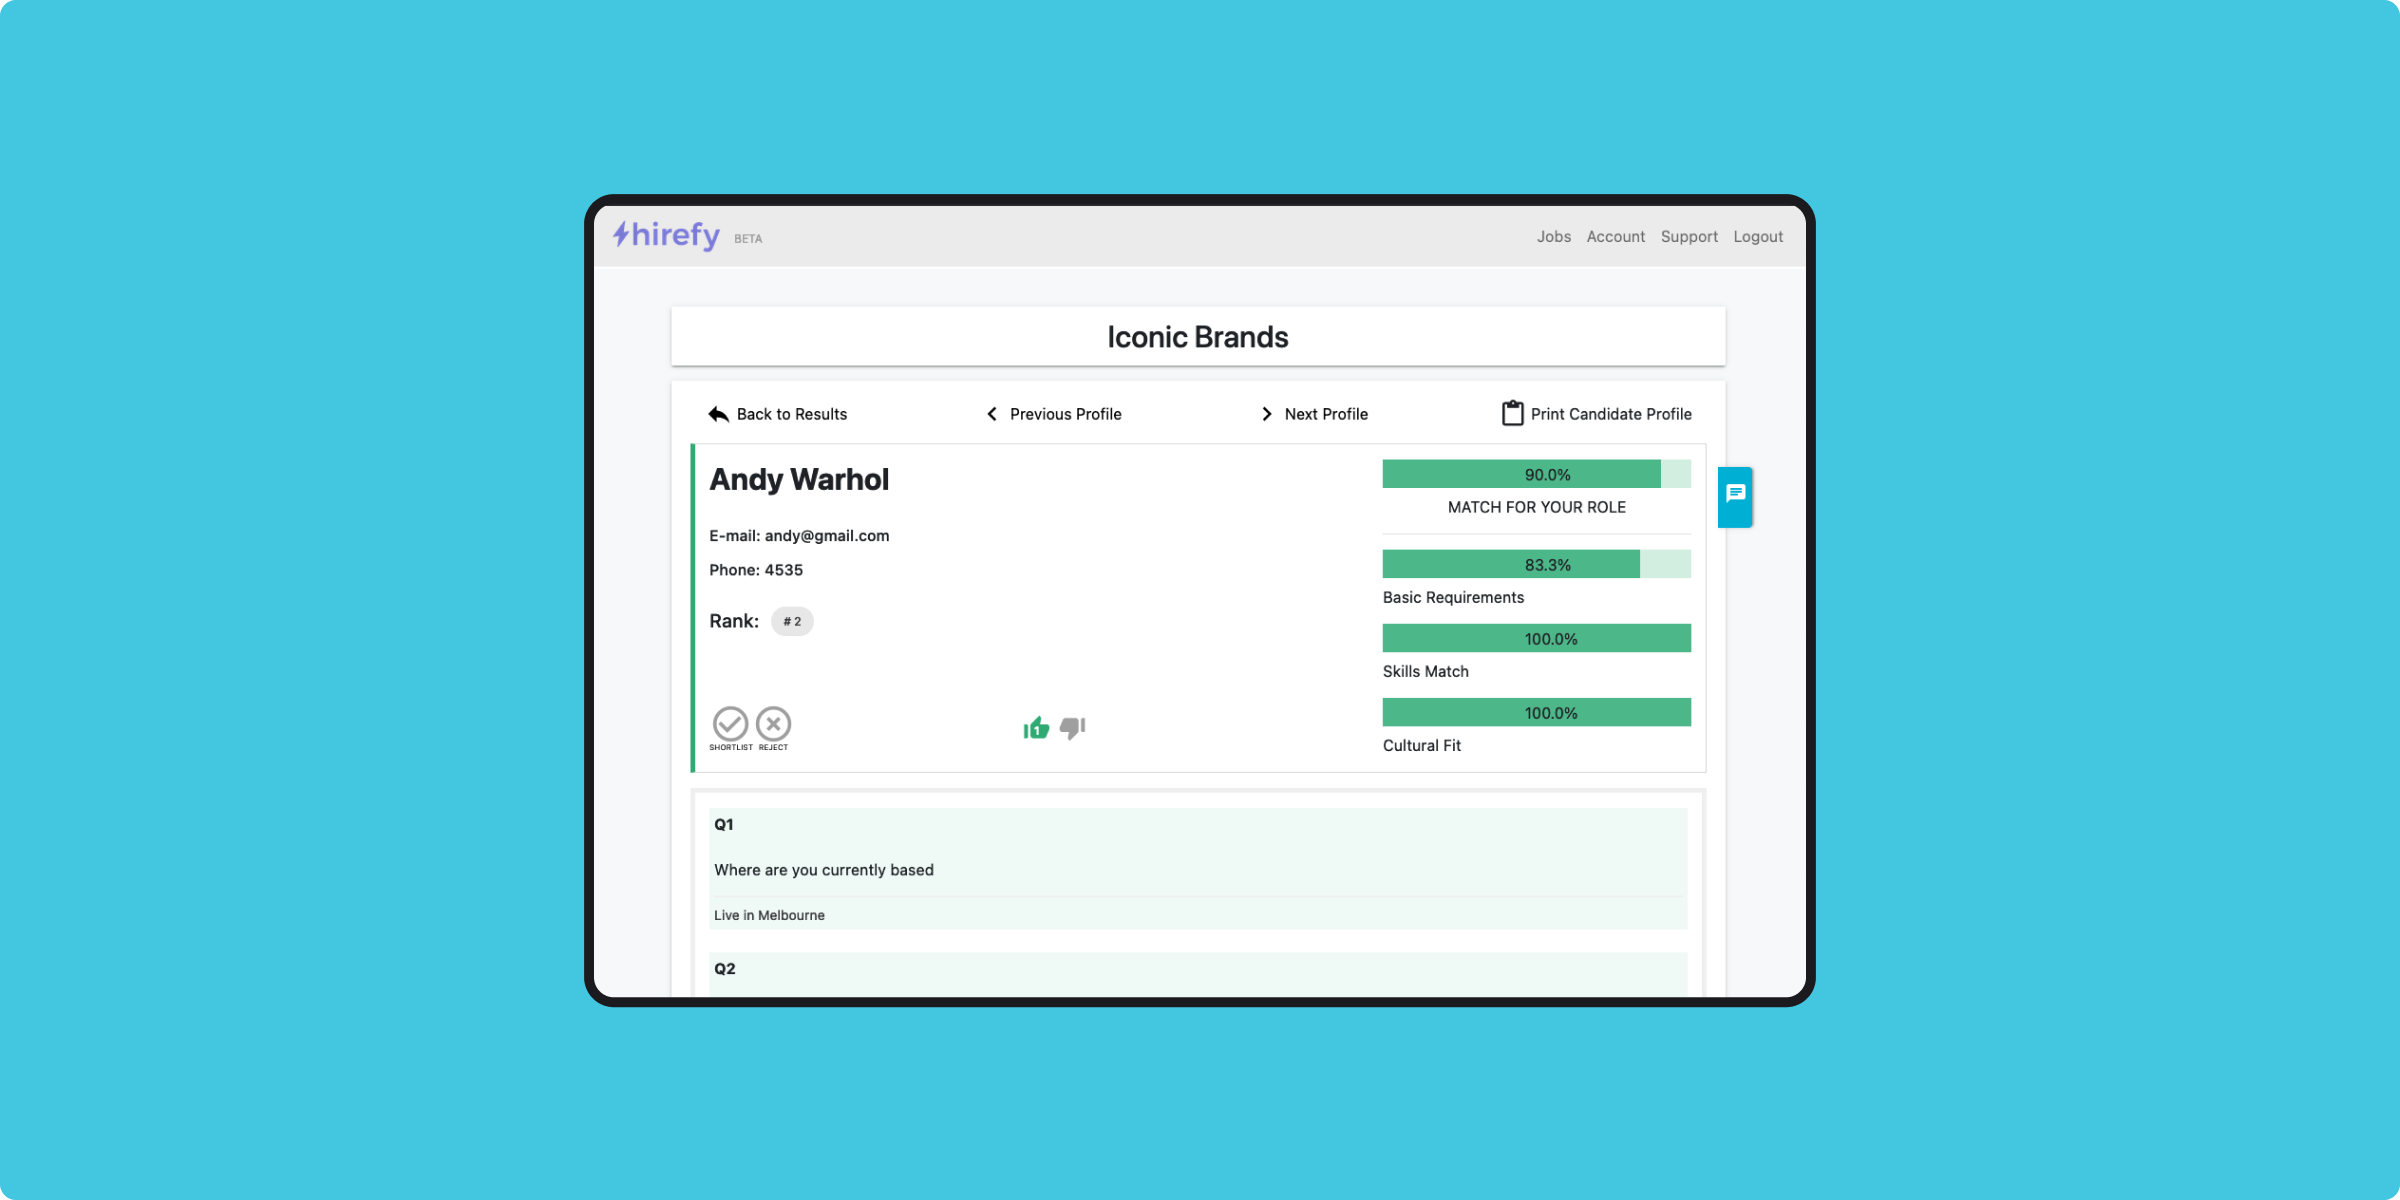 hirefy BETA Jobs Account Support Logout
Iconic Brands
Back to Results Previous Profile Next Profile Print Candidate Profile
Andy Warhol
E-mail: andy@gmail.com
Phone: 4535
Rank: # 2
SHORTLIST REJECT
1
90.0%
MATCH FOR YOUR ROLE
83.3%
Basic Requirements
100.0%
Skills Match
100.0%
Cultural Fit
Q1
Where are you currently based
Live in Melbourne
Q2